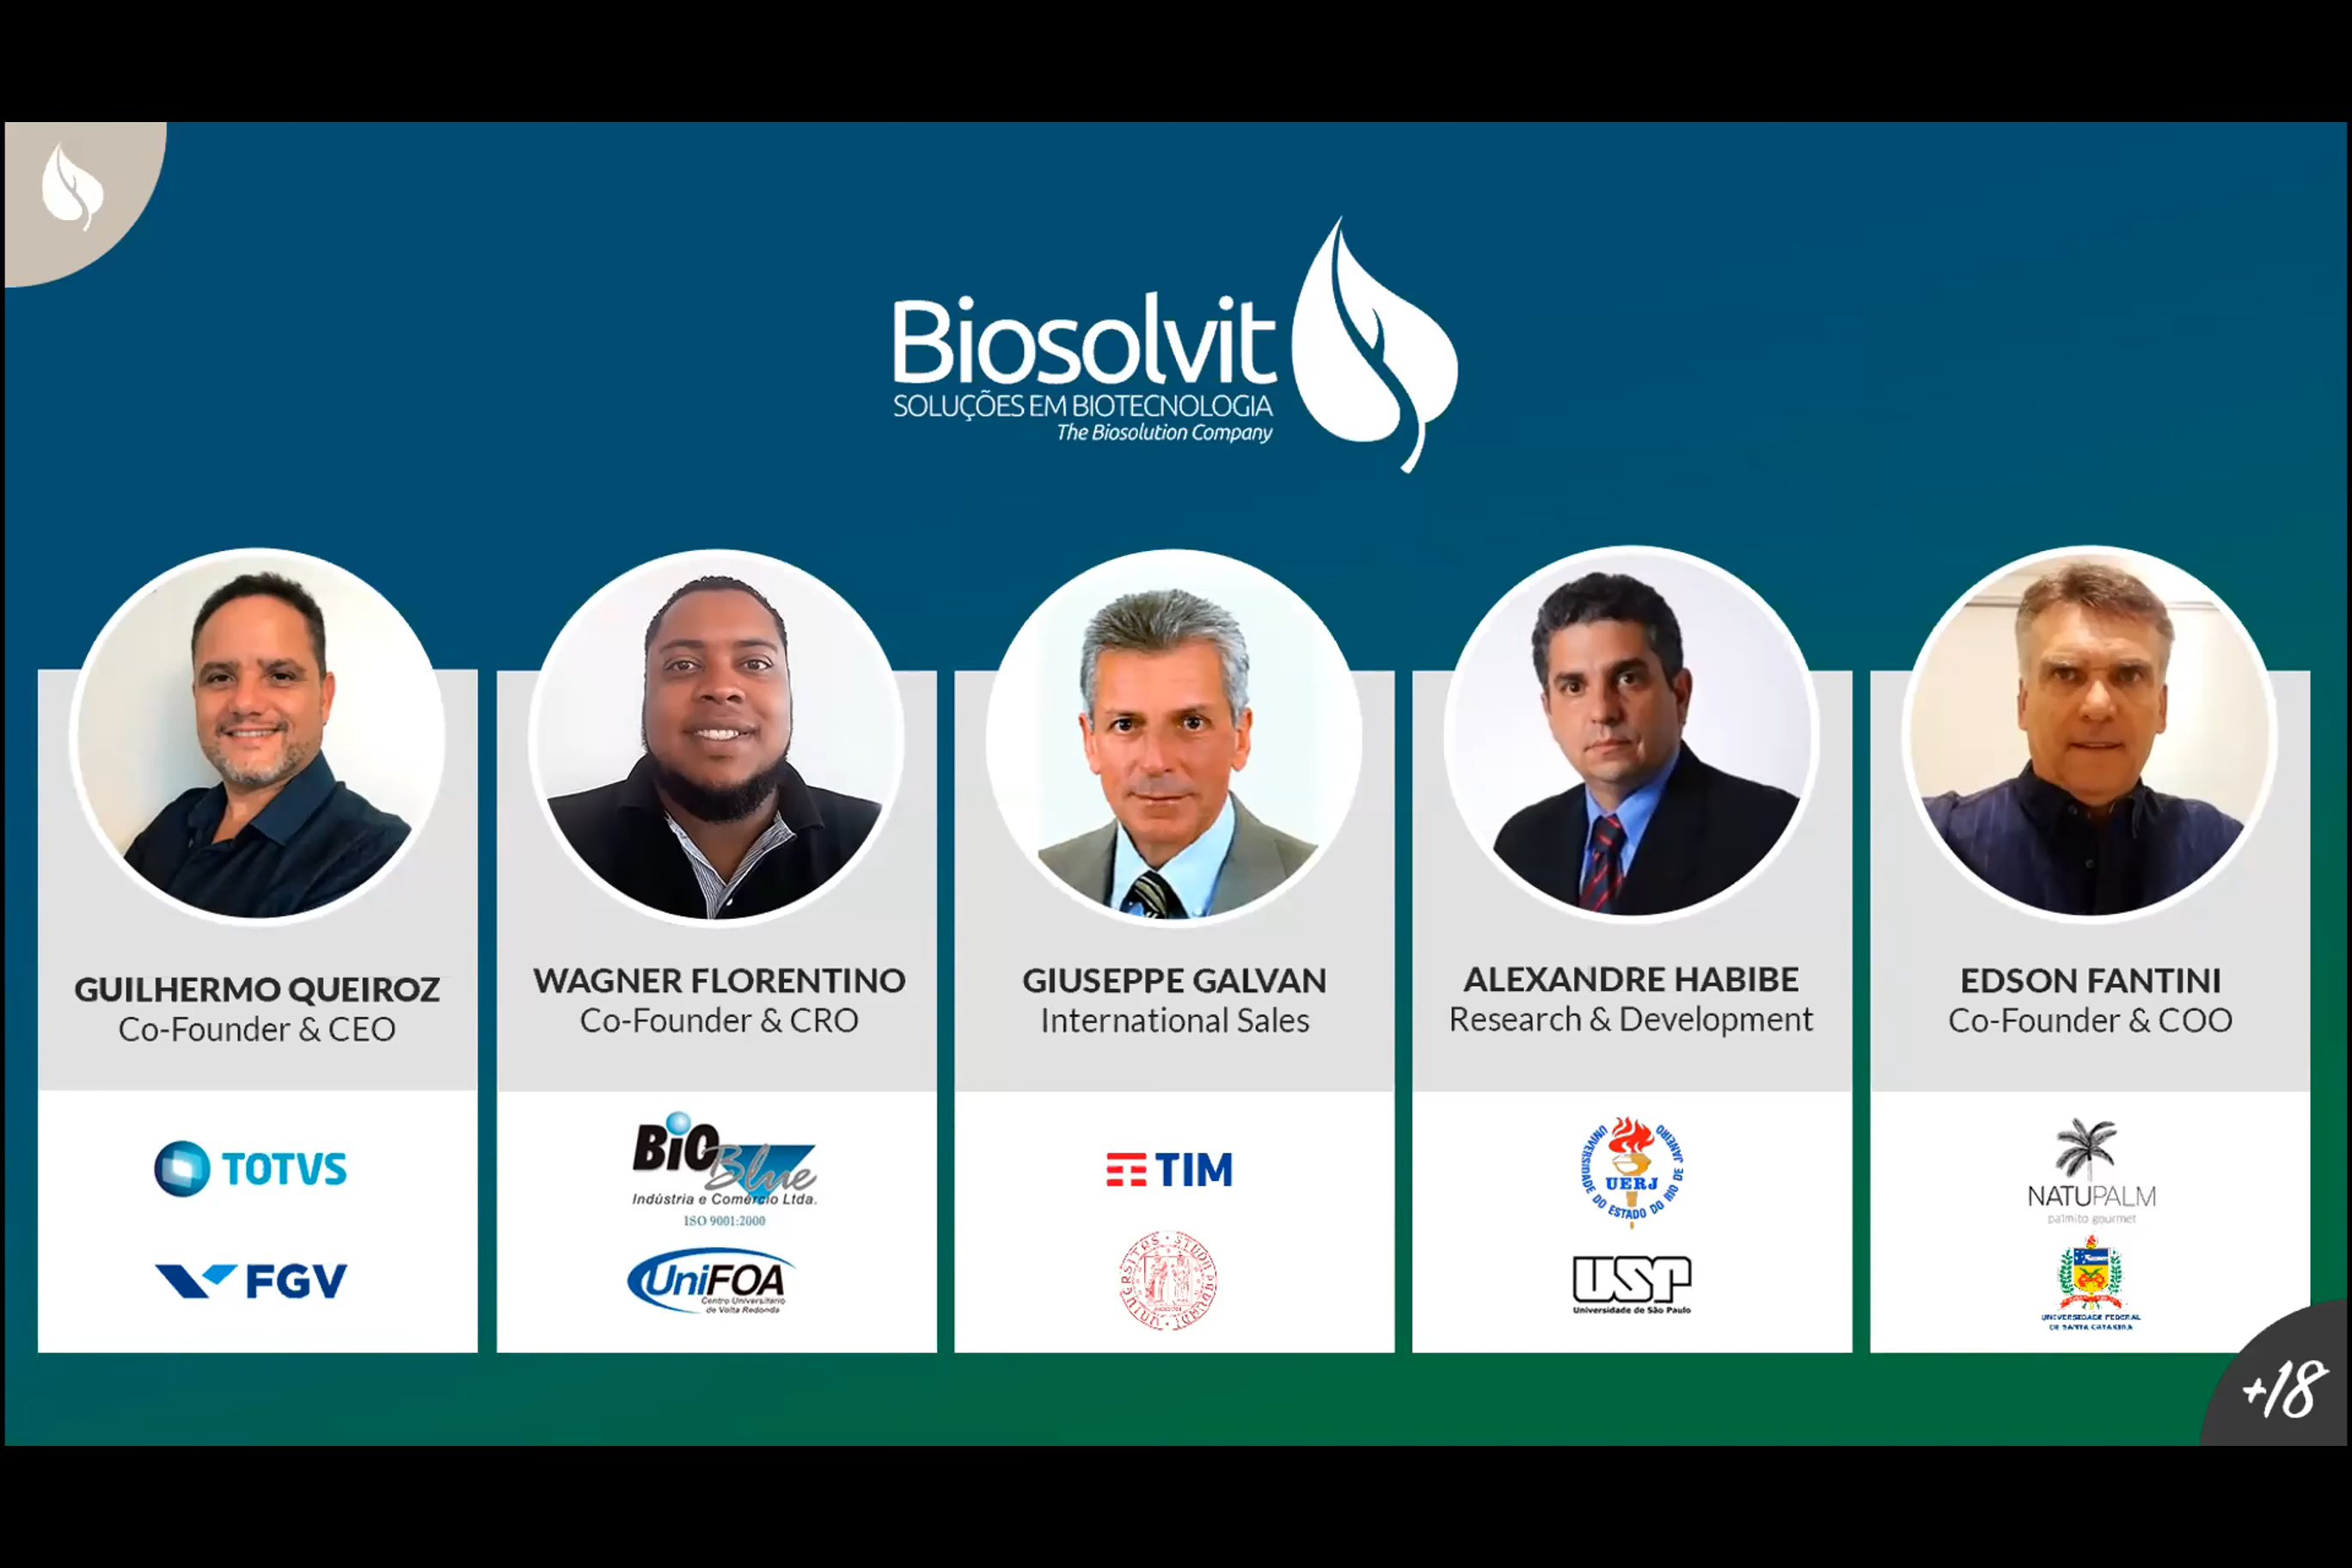 Biosolvit
SOLUÇÕES EM BIOTECNOLOGIA
The Biosolution Company
GUILHERMO QUEIROZ
Co-Founder & CEO
TOTVS
FGV
WAGNER FLORENTINO
Co-Founder & CRO
BiO Blue
Indústria e Comércio Ltda.
ISO 9001:2000
UniFOA
Centro Universitário
de Volta Redonda
GIUSEPPE GALVAN
International Sales
TIM
ALEXANDRE HABIBE
Research & Development
UNIVERSIDADE DO ESTADO DO RIO DE JANEIRO
UERJ
USP
Universidade de São Paulo
EDSON FANTINI
Co-Founder & COO
NATUPALM
palmito gourmet
UNIVERSIDADE FEDERAL
DE SANTA CATARINA
+18